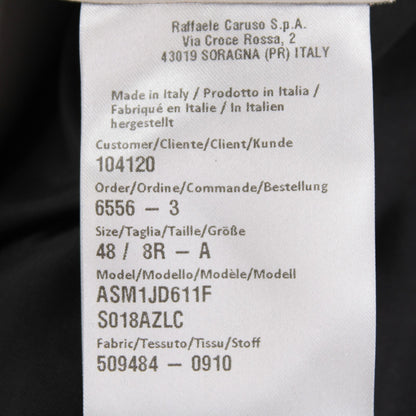 Raffaele Caruso S.p.A.
Via Croce Rossa, 2
43019 SORAGNA (PR) ITALY
Made in Italy / Prodotto in Italia /
Fabriqué en Italie / In Italien
hergestellt
Customer/Cliente/Client/Kunde
104120
Order/Ordine/Commande/Bestellung
6556 – 3
Size/Taglia/Taille/Größe
48 / 8R – A
Model/Modello/Modèle/Modell
ASM1JD611F
S018AZLC
Fabric/Tessuto/Tissu/Stoff
509484 – 0910